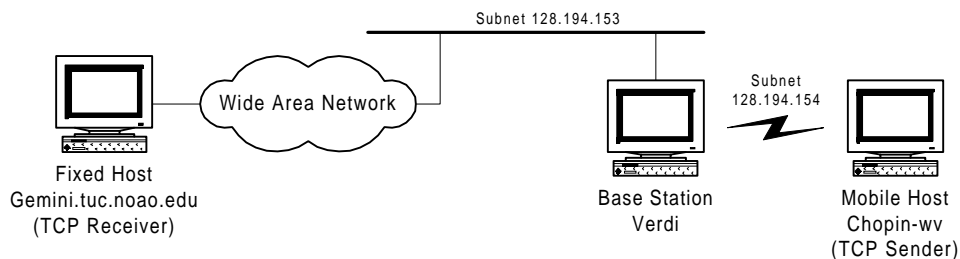 Subnet 128.194.153
Wide Area Network
Subnet
128.194.154
Fixed Host
Gemini.tuc.noao.edu
(TCP Receiver)
Base Station
Verdi
Mobile Host
Chopin-wv
(TCP Sender)